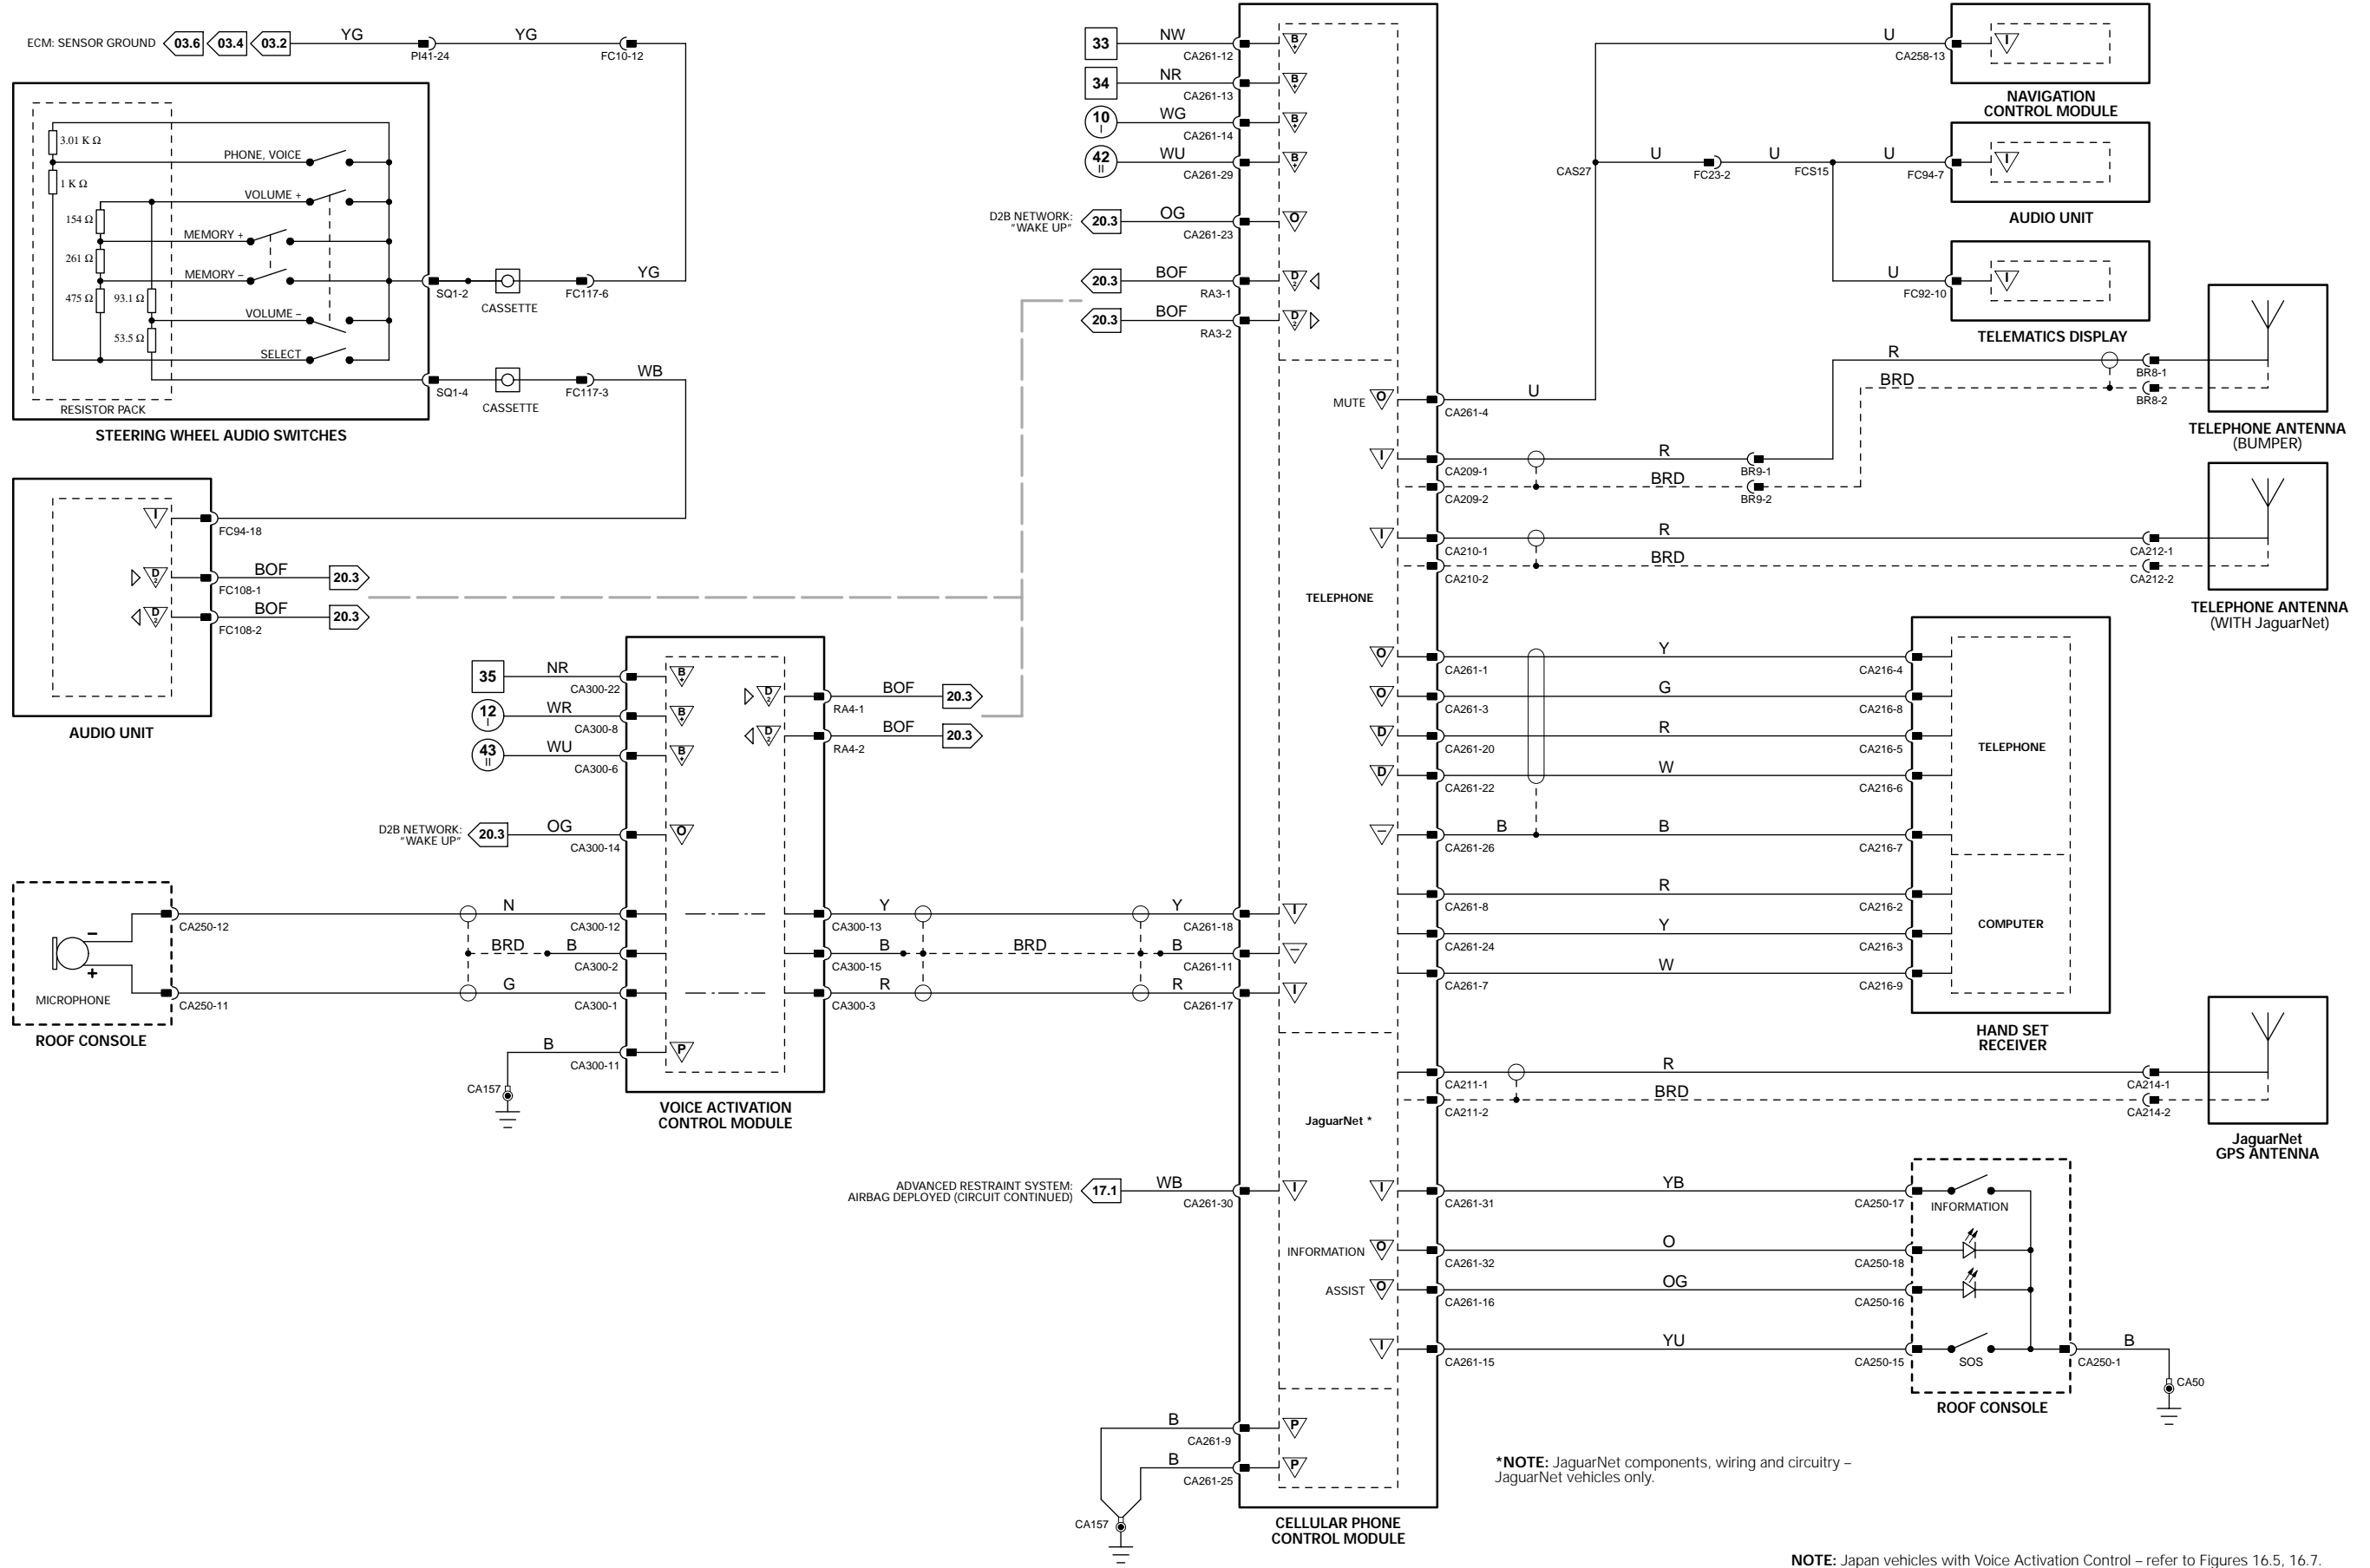 ECM: SENSOR GROUND
03.6
03.4
03.2
YG
PI41-24
YG
FC10-12
3.01 K Ω
1 K Ω
154 Ω
261 Ω
475 Ω
93.1 Ω
53.5 Ω
PHONE, VOICE
VOLUME +
MEMORY +
MEMORY –
VOLUME –
SELECT
RESISTOR PACK
STEERING WHEEL AUDIO SWITCHES
SQ1-2
CASSETTE
FC117-6
YG
SQ1-4
CASSETTE
FC117-3
WB
I
FC94-18
D 2
FC108-1
BOF
20.3
D 2
FC108-2
BOF
20.3
AUDIO UNIT
35
NR
CA300-22
B+
12 I
WR
CA300-8
B+
43 II
WU
CA300-6
B+
D2B NETWORK:
"WAKE UP"
20.3
OG
CA300-14
O
D 2
RA4-1
BOF
20.3
D 2
RA4-2
BOF
20.3
–
+
MICROPHONE
ROOF CONSOLE
CA250-12
N
CA300-12
BRD
B
CA300-2
CA250-11
G
CA300-1
B
CA300-11
P
CA157
VOICE ACTIVATION
CONTROL MODULE
Y
CA300-13
Y
CA261-18
I
B
CA300-15
BRD
B
CA261-11
–
R
CA300-3
R
CA261-17
I
33
NW
CA261-12
B+
34
NR
CA261-13
B+
10 I
WG
CA261-14
B+
42 II
WU
CA261-29
B+
D2B NETWORK:
"WAKE UP"
20.3
OG
CA261-23
O
20.3
BOF
RA3-1
D 2
20.3
BOF
RA3-2
D 2
MUTE
O
CA261-4
U
I
CA209-1
R
BR9-1
CA209-2
BRD
BR9-2
I
CA210-1
R
CA212-1
CA210-2
BRD
CA212-2
TELEPHONE
O
CA261-1
Y
CA216-4
O
CA261-3
G
CA216-8
D
CA261-20
R
CA216-5
D
CA261-22
W
CA216-6
–
CA261-26
B
B
CA216-7
CA261-8
R
CA216-2
CA261-24
Y
CA216-3
CA261-7
W
CA216-9
TELEPHONE
COMPUTER
HAND SET
RECEIVER
JaguarNet *
CA211-1
R
CA214-1
CA211-2
BRD
CA214-2
JaguarNet
GPS ANTENNA
ADVANCED RESTRAINT SYSTEM:
AIRBAG DEPLOYED (CIRCUIT CONTINUED)
17.1
WB
CA261-30
I
I
CA261-31
YB
CA250-17
INFORMATION
INFORMATION
O
CA261-32
O
CA250-18
ASSIST
O
CA261-16
OG
CA250-16
I
CA261-15
YU
CA250-15
SOS
CA250-1
B
CA50
ROOF CONSOLE
B
CA261-9
P
B
CA261-25
P
CA157
CELLULAR PHONE
CONTROL MODULE
U
CA258-13
I
NAVIGATION
CONTROL MODULE
CAS27
U
FC23-2
U
FCS15
U
FC94-7
I
AUDIO UNIT
U
FC92-10
I
TELEMATICS DISPLAY
R
BR8-1
BRD
BR8-2
TELEPHONE ANTENNA
(BUMPER)
TELEPHONE ANTENNA
(WITH JaguarNet)
*NOTE: JaguarNet components, wiring and circuitry –
JaguarNet vehicles only.
NOTE: Japan vehicles with Voice Activation Control – refer to Figures 16.5, 16.7.